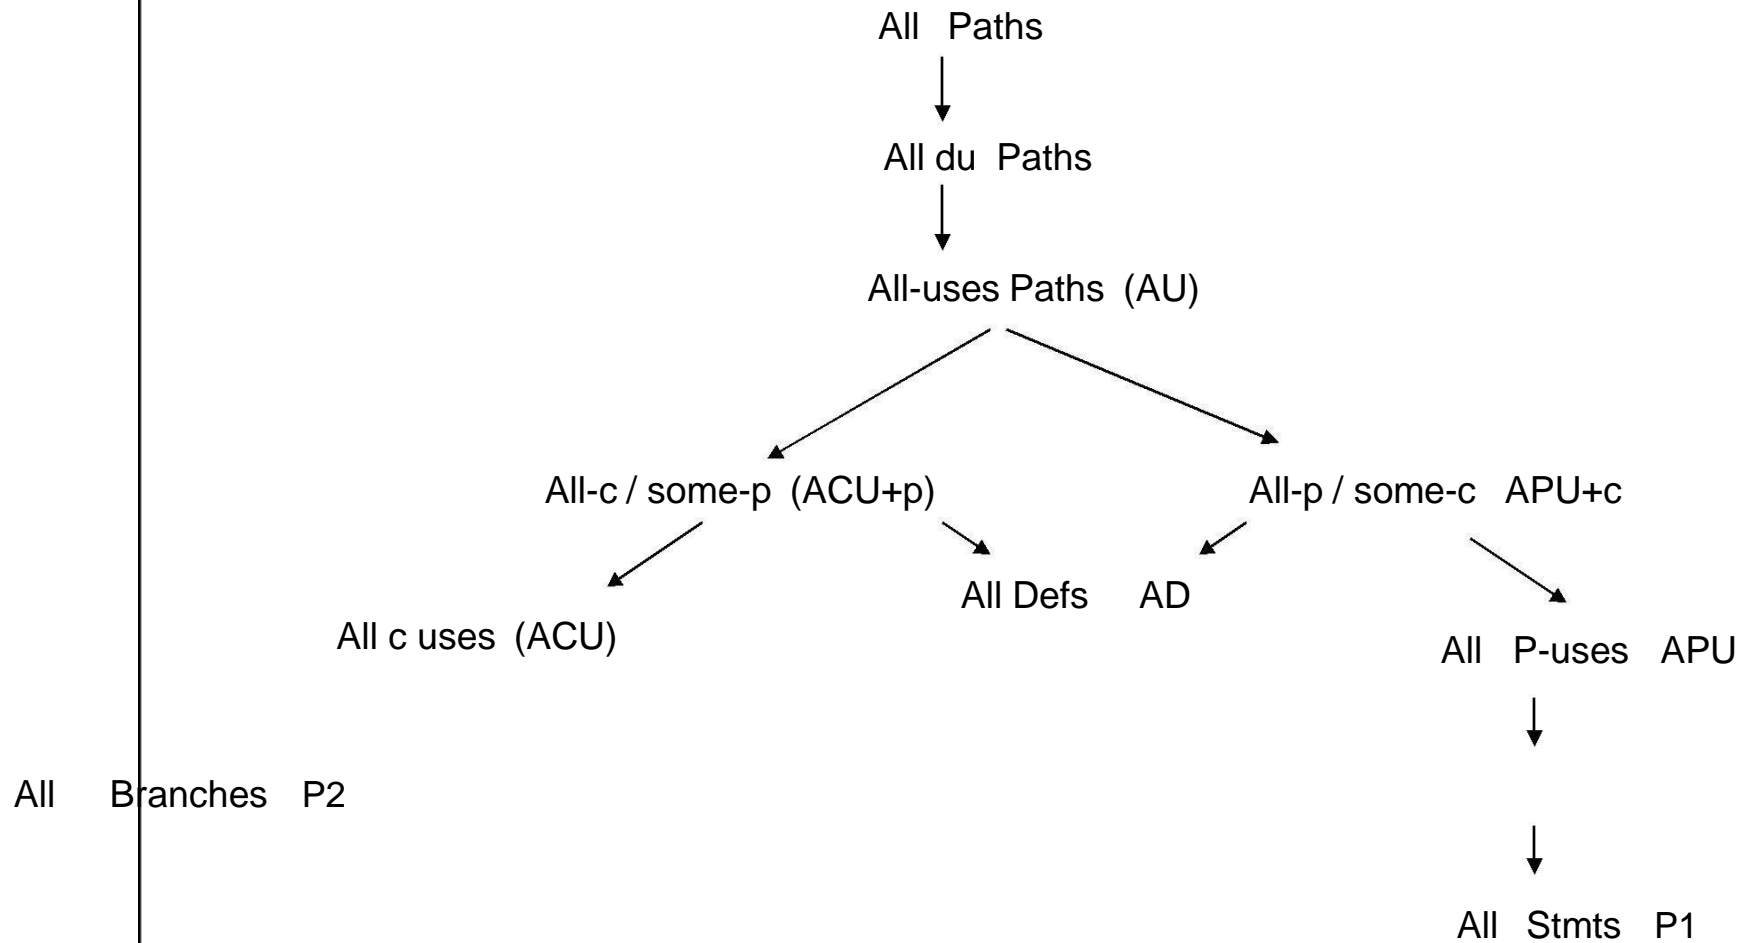 All Paths
All du Paths
All-uses Paths (AU)
All-c / some-p (ACU+p)
All-p / some-c APU+c
All Defs AD
All c uses (ACU)
All P-uses APU
All Branches P2
All Stmts P1